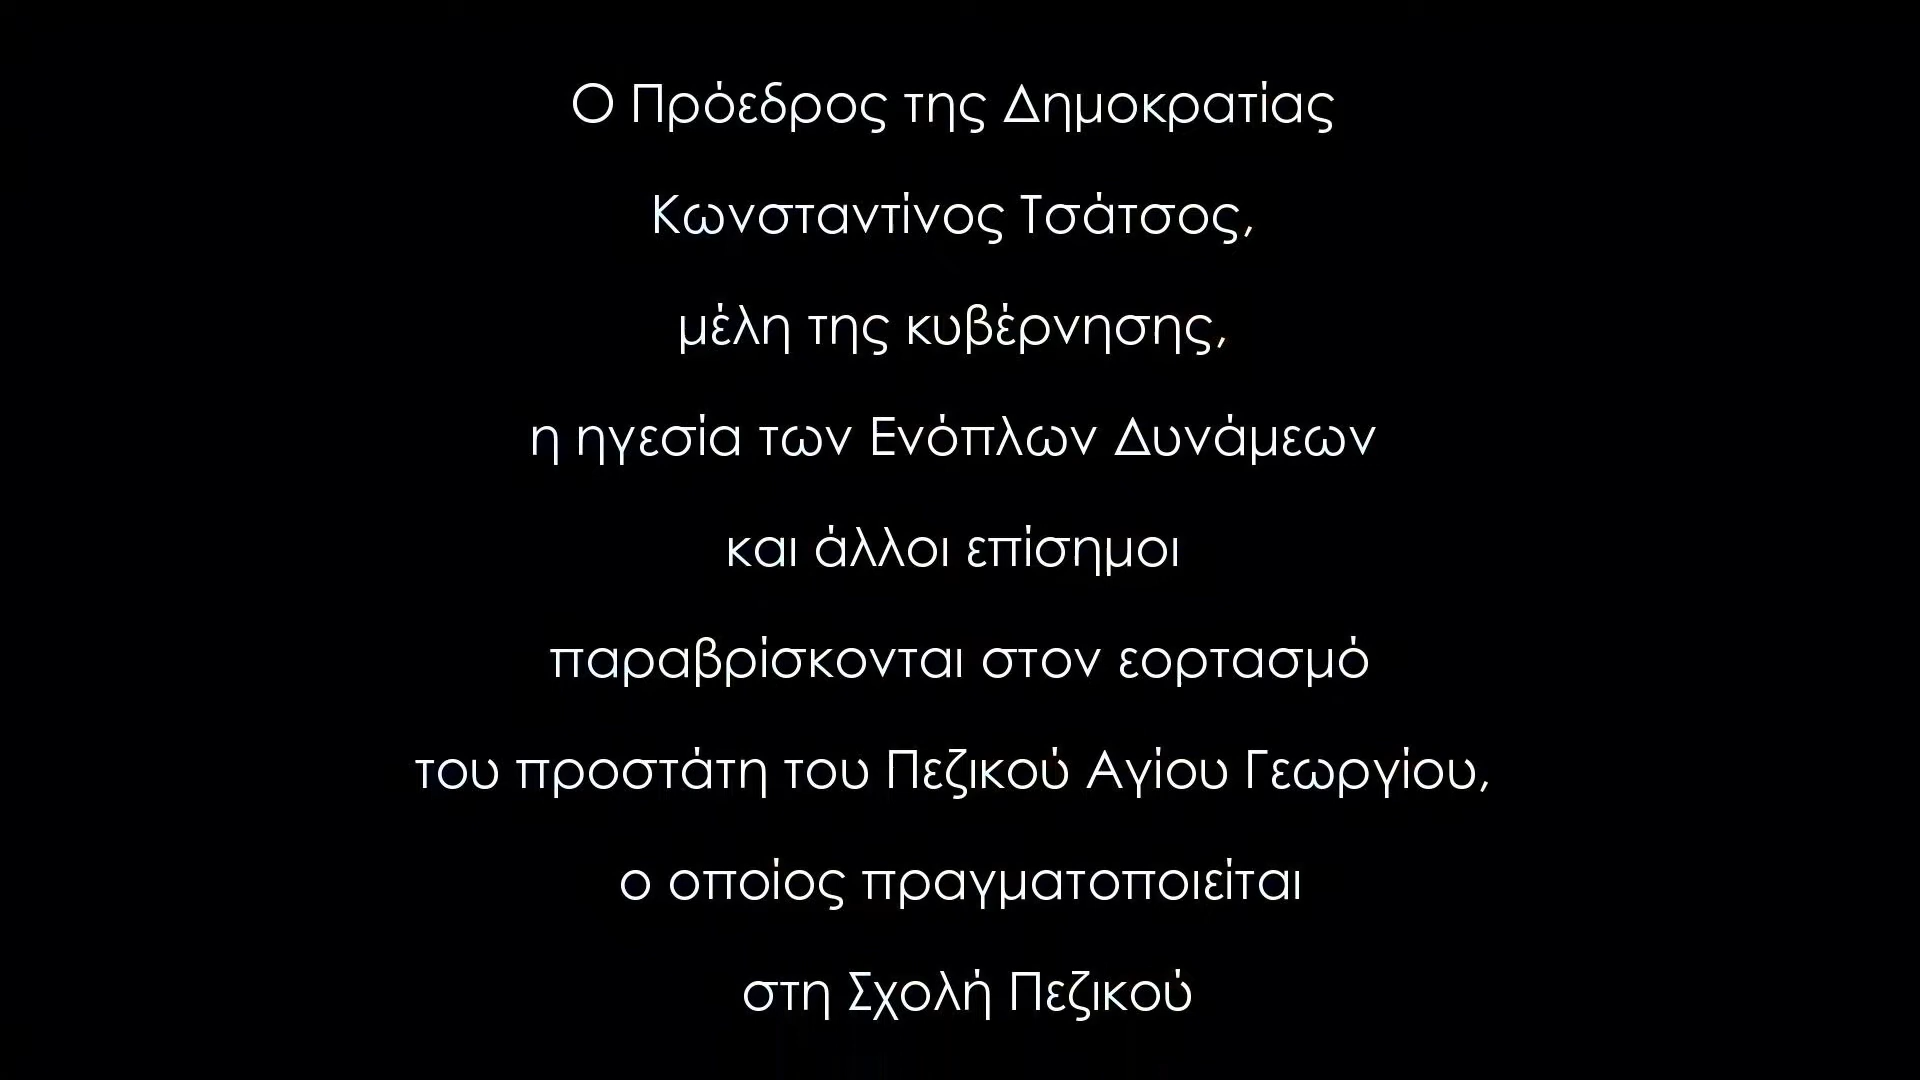 Ο Πρόεδρος της Δημοκρατίας
Κωνσταντίνος Τσάτσος,
μέλη της κυβέρνησης,
η ηγεσία των Ενόπλων Δυνάμεων
και άλλοι επίσημοι
παραβρίσκονται στον εορτασμό
του προστάτη του Πεζικού Αγίου Γεωργίου,
ο οποίος πραγματοποιείται
στη Σχολή Πεζικού